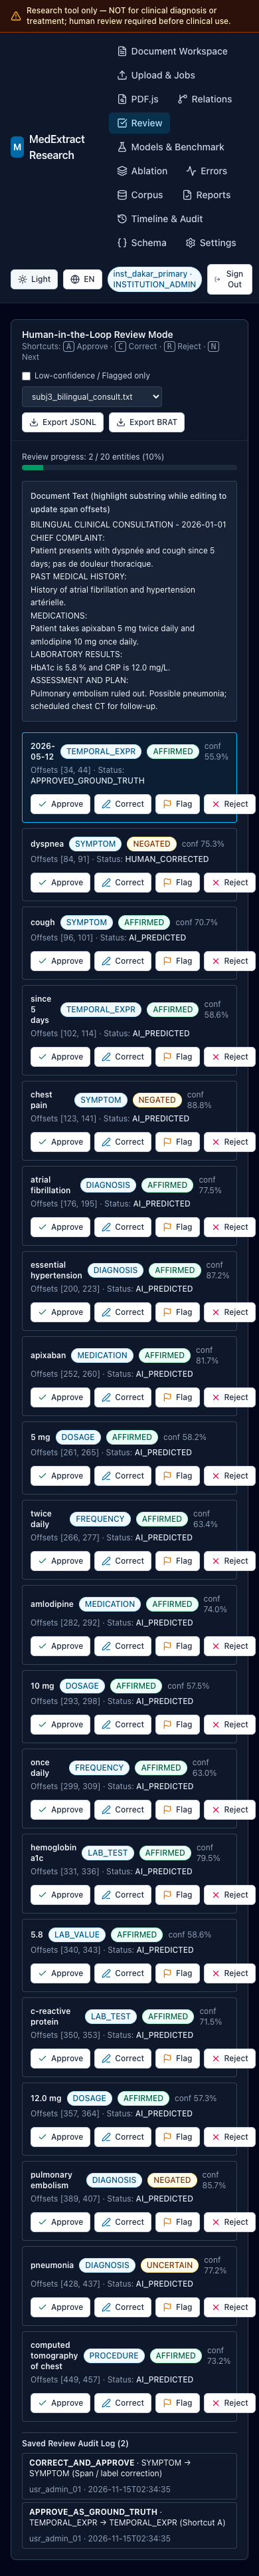 Research tool only — NOT for clinical diagnosis or
treatment; human review required before clinical use.
Document Workspace
Upload & Jobs
PDF.js
Relations
M
MedExtract
Research
Review
Models & Benchmark
Ablation
Errors
Corpus
Reports
Timeline & Audit
Schema
Settings
Light
EN
inst_dakar_primary ·
INSTITUTION_ADMIN
Sign
Out
Human-in-the-Loop Review Mode
Shortcuts: A Approve · C Correct · R Reject · N
Next
Low-confidence / Flagged only
subj3_bilingual_consult.txt
Export JSONL
Export BRAT
Review progress: 2 / 20 entities (10%)
Document Text (highlight substring while editing to
update span offsets)
BILINGUAL CLINICAL CONSULTATION - 2026-01-01
CHIEF COMPLAINT:
Patient presents with dyspnée and cough since 5
days; pas de douleur thoracique.
PAST MEDICAL HISTORY:
History of atrial fibrillation and hypertension
artérielle.
MEDICATIONS:
Patient takes apixaban 5 mg twice daily and
amlodipine 10 mg once daily.
LABORATORY RESULTS:
HbA1c is 5.8 % and CRP is 12.0 mg/L.
ASSESSMENT AND PLAN:
Pulmonary embolism ruled out. Possible pneumonia;
scheduled chest CT for follow-up.
2026-
05-12
TEMPORAL_EXPR
AFFIRMED
conf
55.9%
Offsets [34, 44] · Status:
APPROVED_GROUND_TRUTH
Approve
Correct
Flag
Reject
dyspnea
SYMPTOM
NEGATED
conf 75.3%
Offsets [84, 91] · Status: HUMAN_CORRECTED
Approve
Correct
Flag
Reject
cough
SYMPTOM
AFFIRMED
conf 70.7%
Offsets [96, 101] · Status: AI_PREDICTED
Approve
Correct
Flag
Reject
since
5
days
TEMPORAL_EXPR
AFFIRMED
conf
58.6%
Offsets [102, 114] · Status: AI_PREDICTED
Approve
Correct
Flag
Reject
chest
pain
SYMPTOM
NEGATED
conf
88.8%
Offsets [123, 141] · Status: AI_PREDICTED
Approve
Correct
Flag
Reject
atrial
fibrillation
DIAGNOSIS
AFFIRMED
conf
77.5%
Offsets [176, 195] · Status: AI_PREDICTED
Approve
Correct
Flag
Reject
essential
hypertension
DIAGNOSIS
AFFIRMED
conf
87.2%
Offsets [200, 223] · Status: AI_PREDICTED
Approve
Correct
Flag
Reject
apixaban
MEDICATION
AFFIRMED
conf
81.7%
Offsets [252, 260] · Status: AI_PREDICTED
Approve
Correct
Flag
Reject
5 mg
DOSAGE
AFFIRMED
conf 58.2%
Offsets [261, 265] · Status: AI_PREDICTED
Approve
Correct
Flag
Reject
twice
daily
FREQUENCY
AFFIRMED
conf
63.4%
Offsets [266, 277] · Status: AI_PREDICTED
Approve
Correct
Flag
Reject
amlodipine
MEDICATION
AFFIRMED
conf
74.0%
Offsets [282, 292] · Status: AI_PREDICTED
Approve
Correct
Flag
Reject
10 mg
DOSAGE
AFFIRMED
conf 57.5%
Offsets [293, 298] · Status: AI_PREDICTED
Approve
Correct
Flag
Reject
once
daily
FREQUENCY
AFFIRMED
conf
63.0%
Offsets [299, 309] · Status: AI_PREDICTED
Approve
Correct
Flag
Reject
hemoglobin
a1c
LAB_TEST
AFFIRMED
conf
79.5%
Offsets [331, 336] · Status: AI_PREDICTED
Approve
Correct
Flag
Reject
5.8
LAB_VALUE
AFFIRMED
conf 58.6%
Offsets [340, 343] · Status: AI_PREDICTED
Approve
Correct
Flag
Reject
c-reactive
protein
LAB_TEST
AFFIRMED
conf
71.5%
Offsets [350, 353] · Status: AI_PREDICTED
Approve
Correct
Flag
Reject
12.0 mg
DOSAGE
AFFIRMED
conf 57.3%
Offsets [357, 364] · Status: AI_PREDICTED
Approve
Correct
Flag
Reject
pulmonary
embolism
DIAGNOSIS
NEGATED
conf
85.7%
Offsets [389, 407] · Status: AI_PREDICTED
Approve
Correct
Flag
Reject
pneumonia
DIAGNOSIS
UNCERTAIN
conf
77.2%
Offsets [428, 437] · Status: AI_PREDICTED
Approve
Correct
Flag
Reject
computed
tomography
of chest
PROCEDURE
AFFIRMED
conf
73.2%
Offsets [449, 457] · Status: AI_PREDICTED
Approve
Correct
Flag
Reject
Saved Review Audit Log (2)
CORRECT_AND_APPROVE · SYMPTOM →
SYMPTOM (Span / label correction)
usr_admin_01 · 2026-11-15T02:34:35
APPROVE_AS_GROUND_TRUTH ·
TEMPORAL_EXPR → TEMPORAL_EXPR (Shortcut A)
usr_admin_01 · 2026-11-15T02:34:35